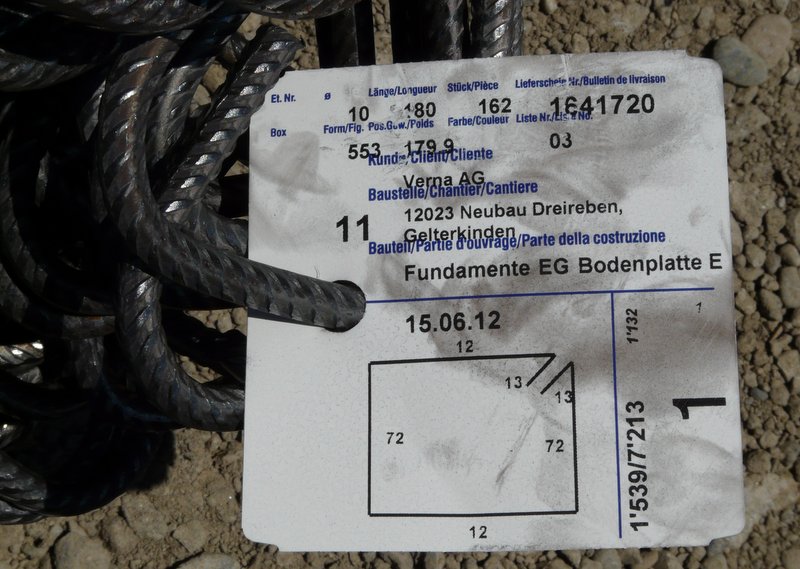 Et. Nr. ø Länge/Longueur Stück/Pièce Lieferschein Nr./Bulletin de livraison
10 180 162 1641720
Box Form/Fig. Pos.Gew./Poids Farbe/Couleur Liste Nr./Liste No.
553 179.9 03
Kunde/Client/Cliente
Verna AG
Baustelle/Chantier/Cantiere
11 12023 Neubau Dreireben,
Gelterkinden
Bauteil/Partie d'ouvrage/Parte della costruzione
Fundamente EG Bodenplatte E
15.06.12
12
13
13
72
72
12
1
1'132
1
1'539/7'213